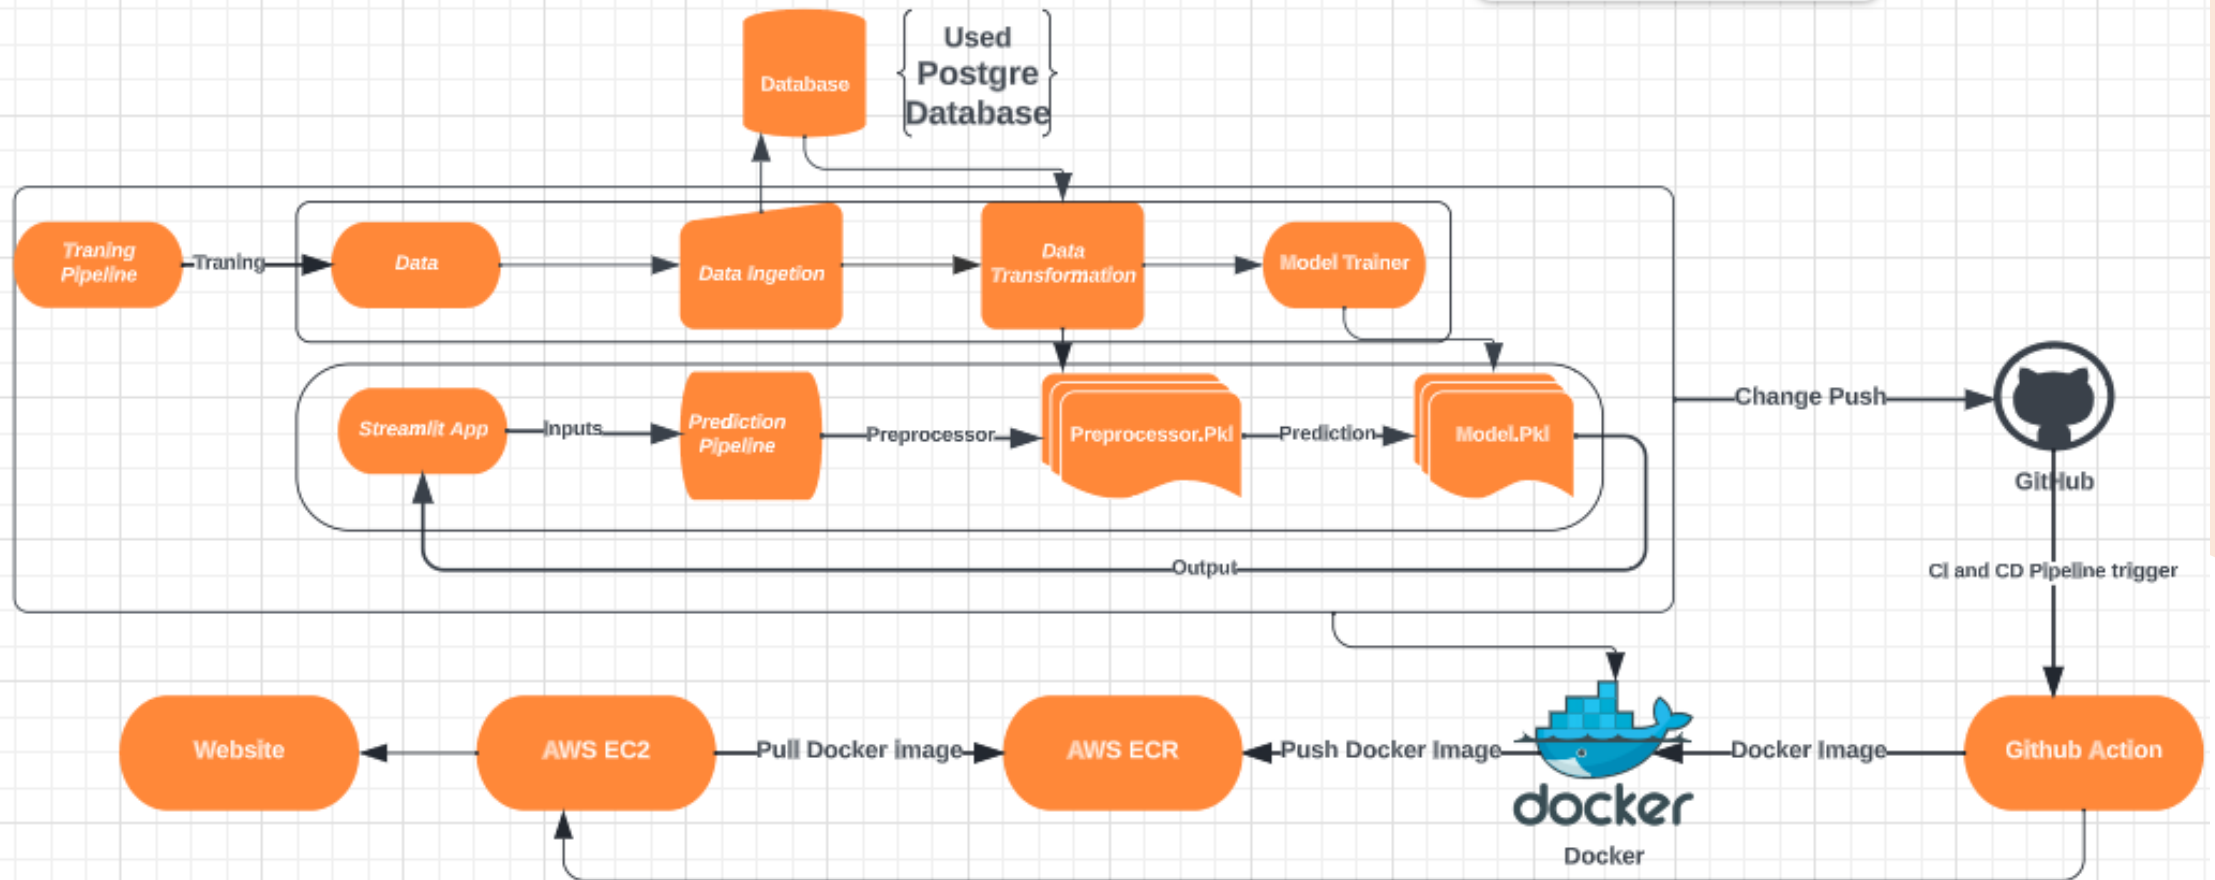 Database
Used
Postgre
Database
Traning
Pipeline
Traning
Data
Data Ingetion
Data
Transformation
Model Trainer
Streamlit App
Inputs
Prediction
Pipeline
Preprocessor
Preprocessor.Pkl
Prediction
Model.Pkl
Output
Change Push
GitHub
CI and CD Pipeline trigger
Website
AWS EC2
Pull Docker image
AWS ECR
Push Docker Image
docker
Docker
Docker Image
Github Action